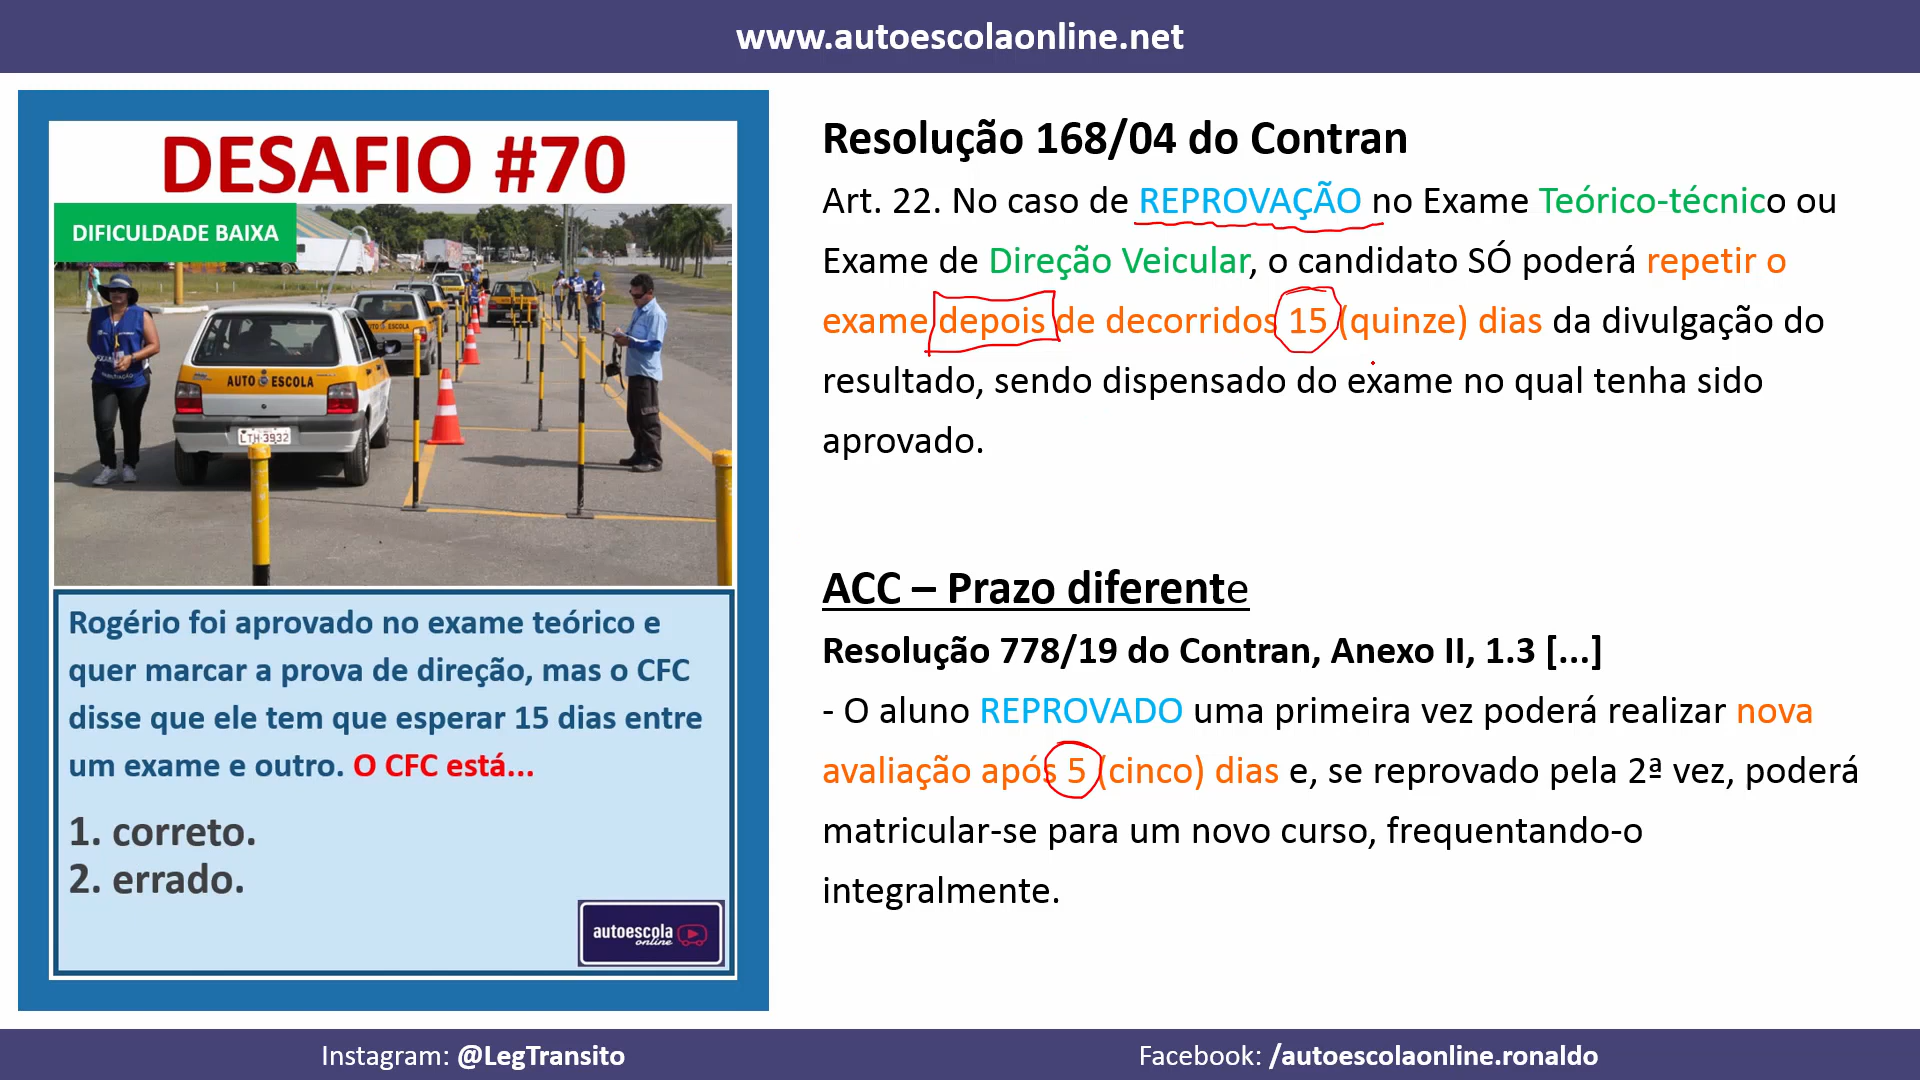 www.autoescolaonline.net
DESAFIO #70
DIFICULDADE BAIXA
AUTO ESCOLA
ESCOLA
LTH-3932
Rogério foi aprovado no exame teórico e
quer marcar a prova de direção, mas o CFC
disse que ele tem que esperar 15 dias entre
um exame e outro. O CFC está...
1. correto.
2. errado.
autoescola
online
Resolução 168/04 do Contran
Art. 22. No caso de REPROVAÇÃO no Exame Teórico-técnico ou
Exame de Direção Veicular, o candidato SÓ poderá repetir o
exame depois de decorridos 15 (quinze) dias da divulgação do
resultado, sendo dispensado do exame no qual tenha sido
aprovado.
ACC – Prazo diferente
Resolução 778/19 do Contran, Anexo II, 1.3 [...]
- O aluno REPROVADO uma primeira vez poderá realizar nova
avaliação após 5 (cinco) dias e, se reprovado pela 2ª vez, poderá
matricular-se para um novo curso, frequentando-o
integralmente.
Instagram: @LegTransito
Facebook: /autoescolaonline.ronaldo